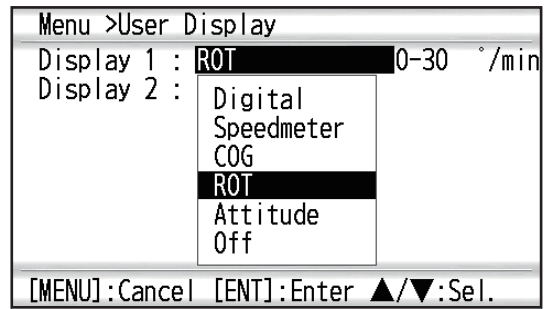 Menu >User Display
Display 1 : ROT 0-30 °/min
Display 2 :
Digital
Speedmeter
COG
ROT
Attitude
Off
[MENU]:Cancel [ENT]:Enter ▲/▼:Sel.